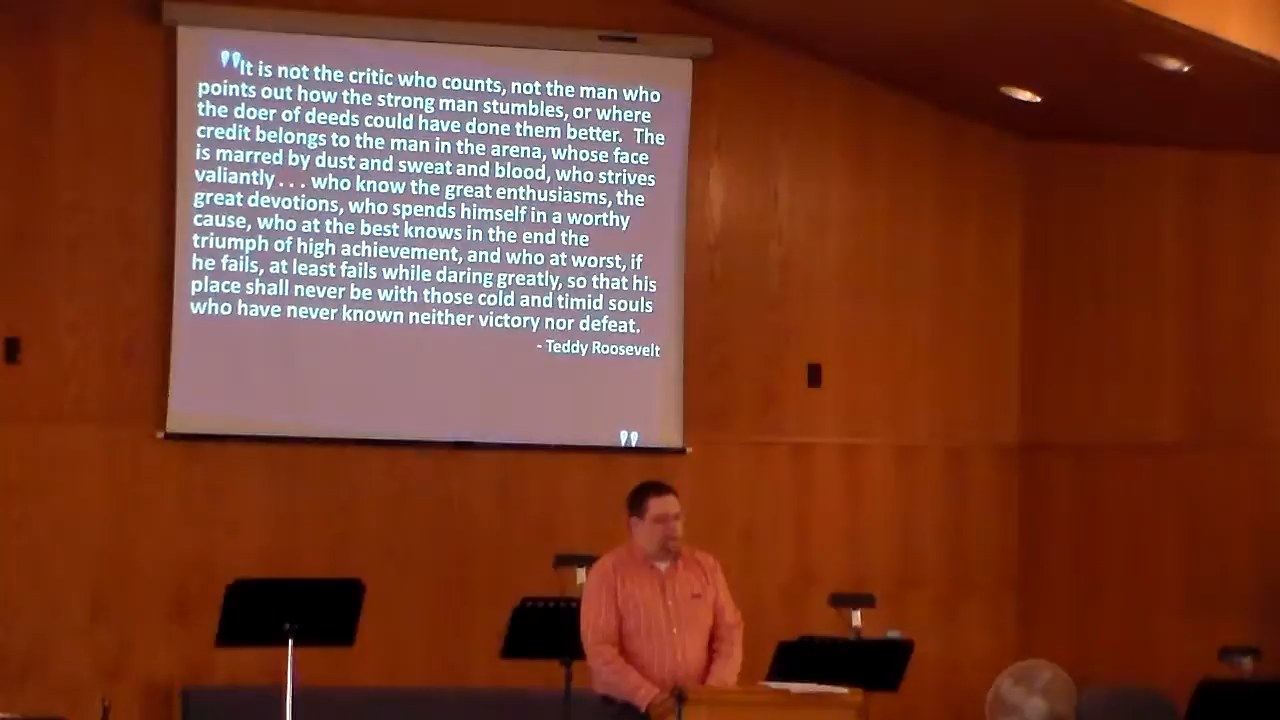 "It is not the critic who counts, not the man who
points out how the strong man stumbles, or where
the doer of deeds could have done them better. The
credit belongs to the man in the arena, whose face
is marred by dust and sweat and blood, who strives
valiantly . . . who know the great enthusiasms, the
great devotions, who spends himself in a worthy
cause, who at the best knows in the end the
triumph of high achievement, and who at worst, if
he fails, at least fails while daring greatly, so that his
place shall never be with those cold and timid souls
who have never known neither victory nor defeat.
- Teddy Roosevelt
"